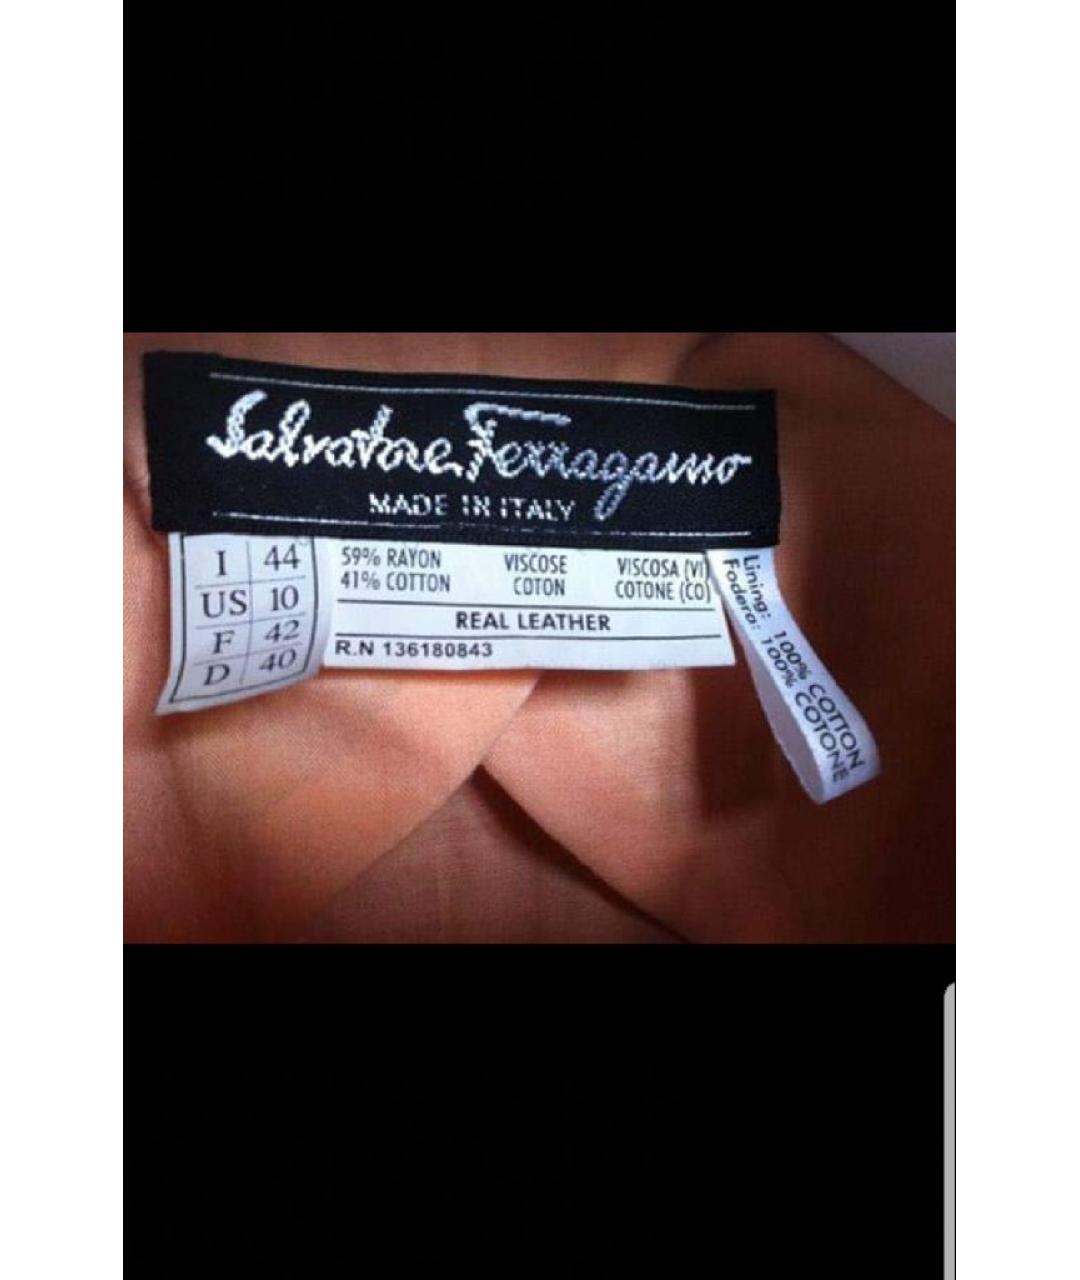 Salvatore Ferragamo
MADE IN ITALY
I 44
US 10
F 42
D 40
59% RAYON VISCOSE VISCOSA (VI)
41% COTTON COTON COTONE (CO)
REAL LEATHER
R.N 136180843
Lining: 100% COTTON
Fodera: 100% COTONE